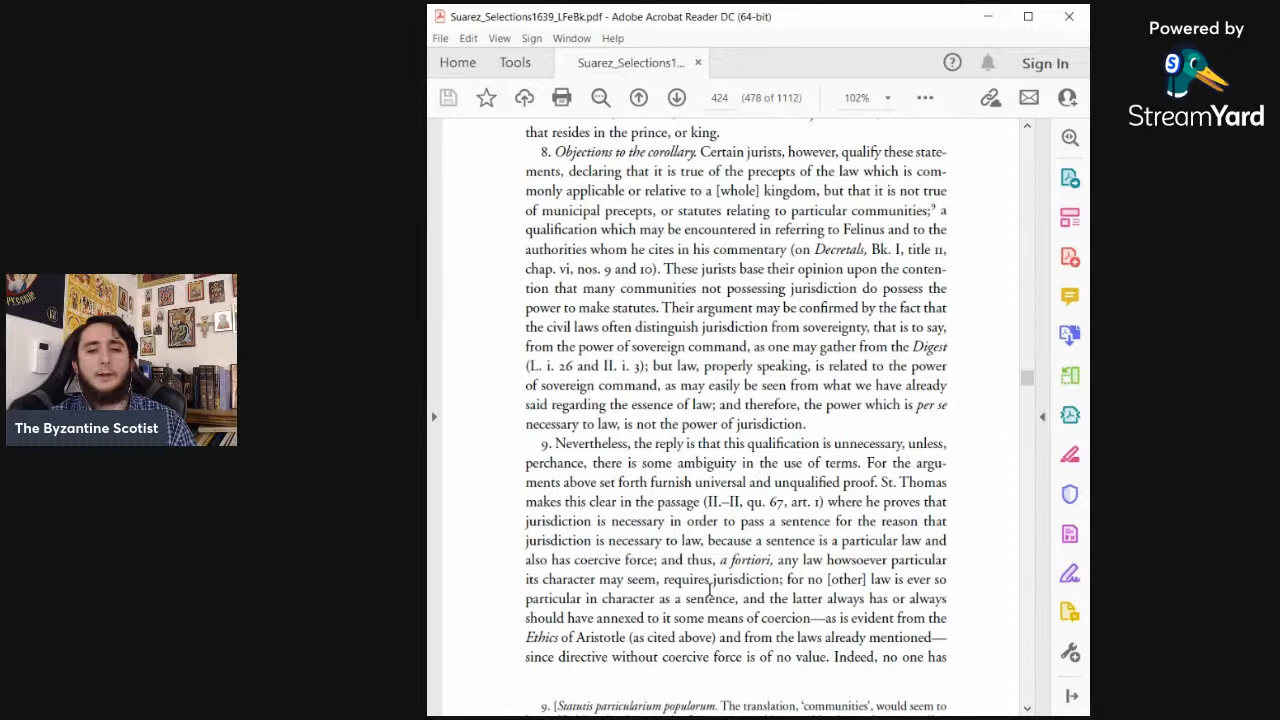 Suarez_Selections1639_LFeBk.pdf - Adobe Acrobat Reader DC (64-bit)
File Edit View Sign Window Help
Home Tools Suarez_Selections1... × Sign In
424 (478 of 1112) 102%
that resides in the prince, or king.
8. Objections to the corollary. Certain jurists, however, qualify these state-
ments, declaring that it is true of the precepts of the law which is com-
monly applicable or relative to a [whole] kingdom, but that it is not true
of municipal precepts, or statutes relating to particular communities;9 a
qualification which may be encountered in referring to Felinus and to the
authorities whom he cites in his commentary (on Decretals, Bk. I, title 11,
chap. vi, nos. 9 and 10). These jurists base their opinion upon the conten-
tion that many communities not possessing jurisdiction do possess the
power to make statutes. Their argument may be confirmed by the fact that
the civil laws often distinguish jurisdiction from sovereignty, that is to say,
from the power of sovereign command, as one may gather from the Digest
(L. i. 26 and II. i. 3); but law, properly speaking, is related to the power
of sovereign command, as may easily be seen from what we have already
said regarding the essence of law; and therefore, the power which is per se
necessary to law, is not the power of jurisdiction.
9. Nevertheless, the reply is that this qualification is unnecessary, unless,
perchance, there is some ambiguity in the use of terms. For the argu-
ments above set forth furnish universal and unqualified proof. St. Thomas
makes this clear in the passage (II.–II, qu. 67, art. 1) where he proves that
jurisdiction is necessary in order to pass a sentence for the reason that
jurisdiction is necessary to law, because a sentence is a particular law and
also has coercive force; and thus, a fortiori, any law howsoever particular
its character may seem, requires jurisdiction; for no [other] law is ever so
particular in character as a sentence, and the latter always has or always
should have annexed to it some means of coercion—as is evident from the
Ethics of Aristotle (as cited above) and from the laws already mentioned—
since directive without coercive force is of no value. Indeed, no one has
9. [Statutis particularium populorum. The translation, ‘communities’, would seem to
The Byzantine Scotist
Powered by
S
StreamYard